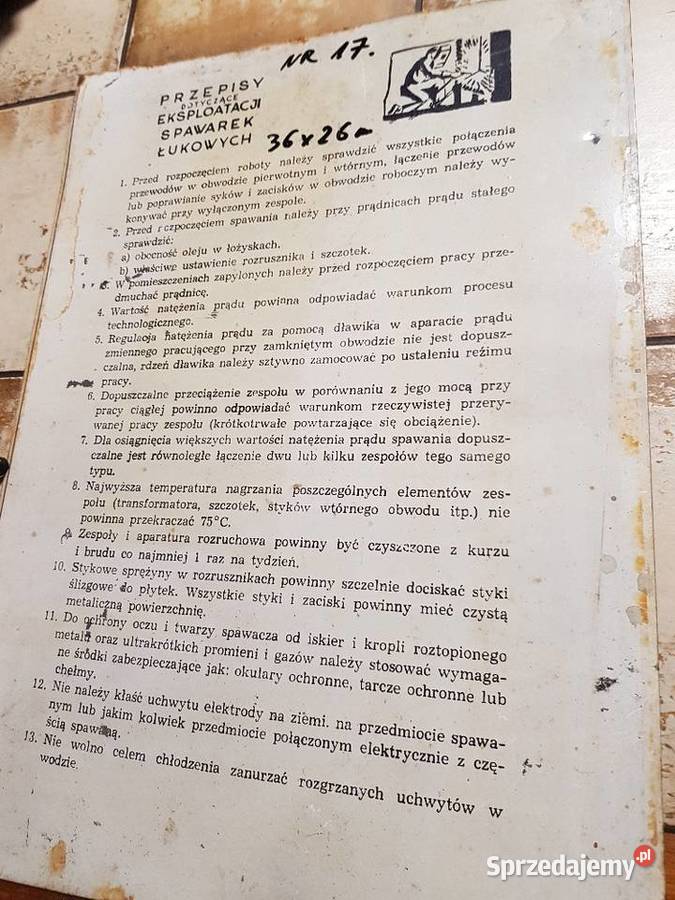 NR 17.
PRZEPISY
DOTYCZĄCE
EKSPLOATACJI
SPAWAREK
ŁUKOWYCH
36x26
1. Przed rozpoczęciem roboty należy sprawdzić wszystkie połączenia
przewodów w obwodzie pierwotnym i wtórnym, łączenie przewodów
lub poprawianie syków i zacisków w obwodzie roboczym należy wy-
konywać przy wyłączonym zespole.
2. Przed rozpoczęciem spawania należy przy prądnicach prądu stałego
sprawdzić:
a) obecność oleju w łożyskach.
b) właściwe ustawienie rozrusznika i szczotek.
3. W pomieszczeniach zapylonych należy przed rozpoczęciem pracy prze-
dmuchać prądnicę.
4. Wartość natężenia prądu powinna odpowiadać warunkom procesu
technologicznego.
5. Regulacja natężenia prądu za pomocą dławika w aparacie prądu
zmiennego pracującego przy zamkniętym obwodzie nie jest dopusz-
czalna, rdzeń dławika należy sztywno zamocować po ustaleniu reżimu
pracy.
6. Dopuszczalne przeciążenie zespołu w porównaniu z jego mocą przy
pracy ciągłej powinno odpowiadać warunkom rzeczywistej przery-
wanej pracy zespołu (krótkotrwałe powtarzające się obciążenie).
7. Dla osiągnięcia większych wartości natężenia prądu spawania dopusz-
czalne jest równoległe łączenie dwu lub kilku zespołów tego samego
typu.
8. Najwyższa temperatura nagrzania poszczególnych elementów zes-
połu (transformatora, szczotek, styków wtórnego obwodu itp.) nie
powinna przekraczać 75°C.
9. Zespoły i aparatura rozruchowa powinny być czyszczone z kurzu
i brudu co najmniej 1 raz na tydzień.
10. Stykowe sprężyny w rozrusznikach powinny szczelnie dociskać styki
ślizgowe do płytek. Wszystkie styki i zaciski powinny mieć czystą
metaliczną powierzchnię.
11. Do ochrony oczu i twarzy spawacza od iskier i kropli roztopionego
metalu oraz ultrakrótkich promieni i gazów należy stosować wymaga-
ne środki zabezpieczające jak: okulary ochronne, tarcze ochronne lub
chełmy.
12. Nie należy kłaść uchwytu elektrody na ziemi. na przedmiocie spawa-
nym lub jakim kolwiek przedmiocie połączonym elektrycznie z czę-
ścią spawaną.
13. Nie wolno celem chłodzenia zanurzać rozgrzanych uchwytów w
wodzie.
Sprzedajemy.pl